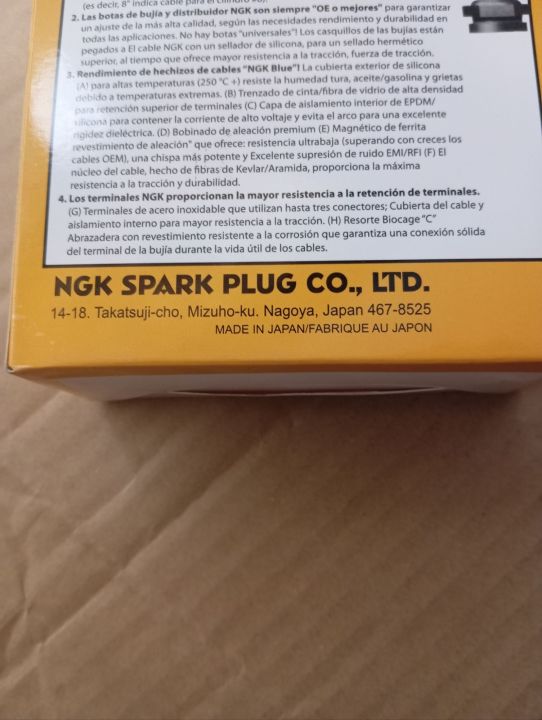 (es decir, 8" indica cable para el cilindro
2. Las botas de bujía y distribuidor NGK son siempre "OE o mejores" para garantizar
un ajuste de la más alta calidad, según las necesidades rendimiento y durabilidad en
todas las aplicaciones. No hay botas "universales"! Los casquillos de las bujías están
pegados a El cable NGK con un sellador de silicona, para un sellado hermético
superior, al tiempo que ofrece mayor resistencia a la tracción, fuerza de tracción.
3. Rendimiento de hechizos de cables "NGK Blue"! La cubierta exterior de silicona
(A) para altas temperaturas (250 °C +) resiste la humedad tura, aceite/gasolina y grietas
debido a temperaturas extremas. (B) Trenzado de cinta/fibra de vidrio de alta densidad
para retención superior de terminales (C) Capa de aislamiento interior de EPDM/
silicona para contener la corriente de alto voltaje y evita el arco para una excelente
rigidez dieléctrica. (D) Bobinado de aleación premium (E) Magnético de ferrita
revestimiento de aleación" que ofrece: resistencia ultrabaja (superando con creces los
cables OEM), una chispa más potente y Excelente supresión de ruido EMI/RFI (F) El
núcleo del cable, hecho de fibras de Kevlar/Aramida, proporciona la máxima
resistencia a la tracción y durabilidad.
4. Los terminales NGK proporcionan la mayor resistencia a la retención de terminales.
(G) Terminales de acero inoxidable que utilizan hasta tres conectores; Cubierta del cable y
aislamiento interno para mayor resistencia a la tracción. (H) Resorte Biocage "C"
Abrazadera con revestimiento resistente a la corrosión que garantiza una conexión sólida
del terminal de la bujía durante la vida útil de los cables.
NGK SPARK PLUG CO., LTD.
14-18. Takatsuji-cho, Mizuho-ku. Nagoya, Japan 467-8525
MADE IN JAPAN/FABRIQUE AU JAPON